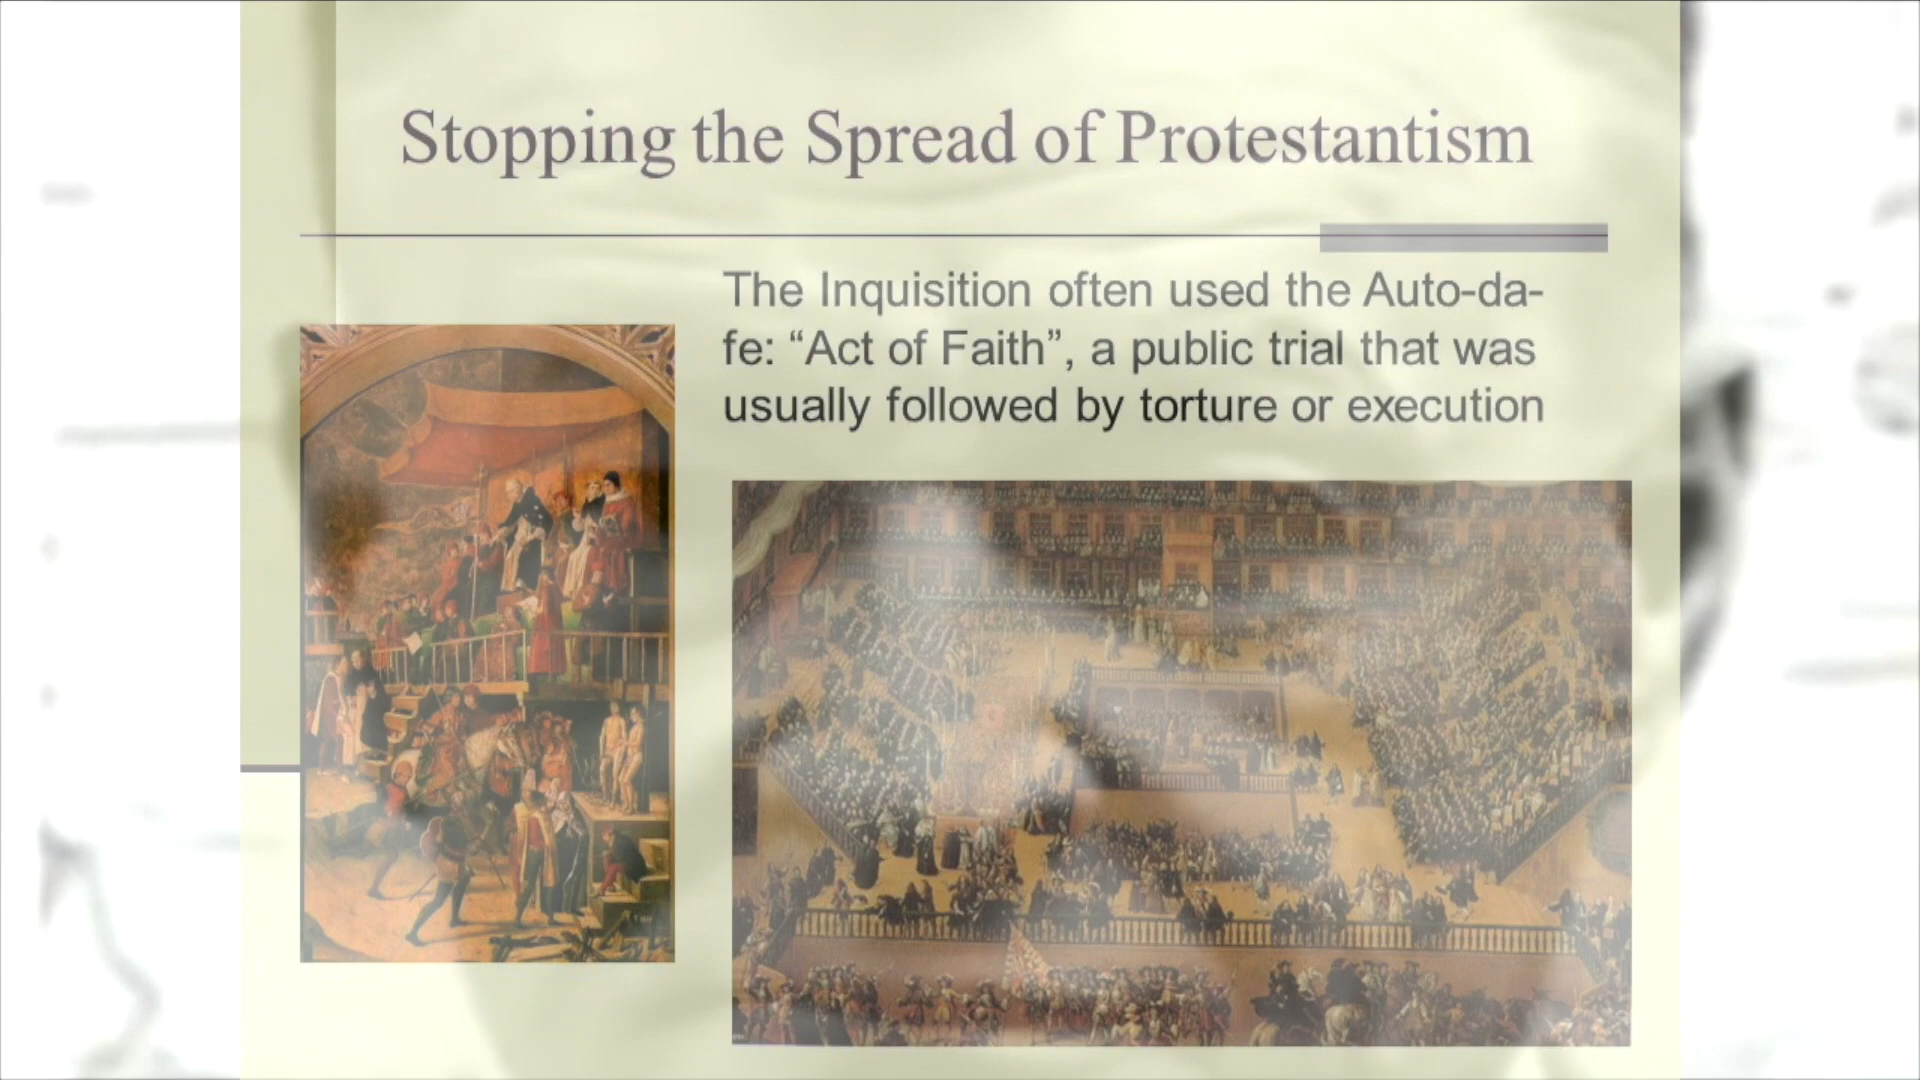 Stopping the Spread of Protestantism
The Inquisition often used the Auto-da-
fe: “Act of Faith”, a public trial that was
usually followed by torture or execution